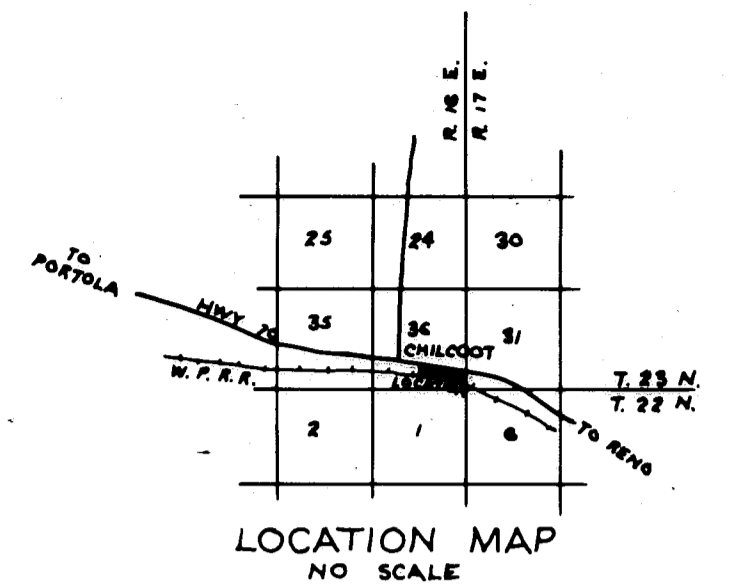 R. 16 E.
R. 17 E.
25
24
30
TO
PORTOLA
HWY 70
35
36
31
CHILCOOT
W. P. R. R.
T. 23 N.
T. 22 N.
2
1
6
TO RENO
LOCATION MAP
NO SCALE